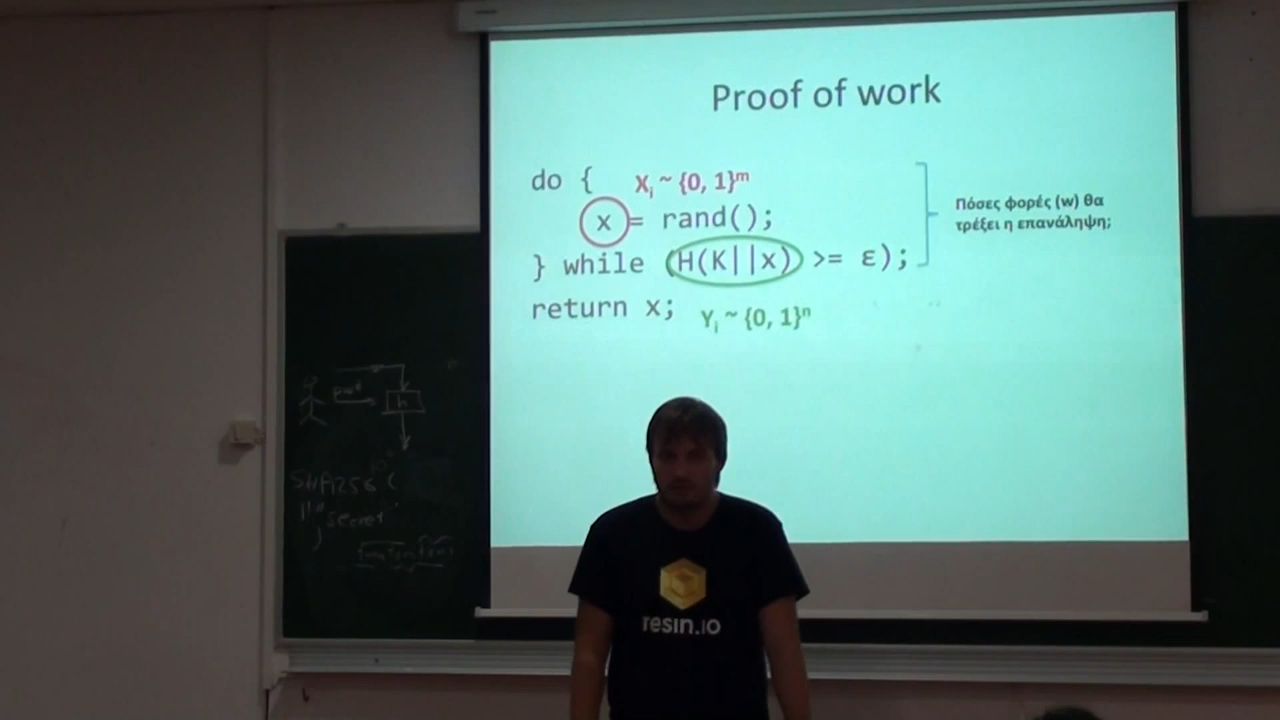 Proof of work
do {
Xi ~ {0, 1}^m
x = rand();
} while (H(K||x) >= ε);
return x;
Yi ~ {0, 1}^n
Πόσες φορές (w) θα
τρέξει η επανάληψη;
h
SHA256 (
secret
resin.io